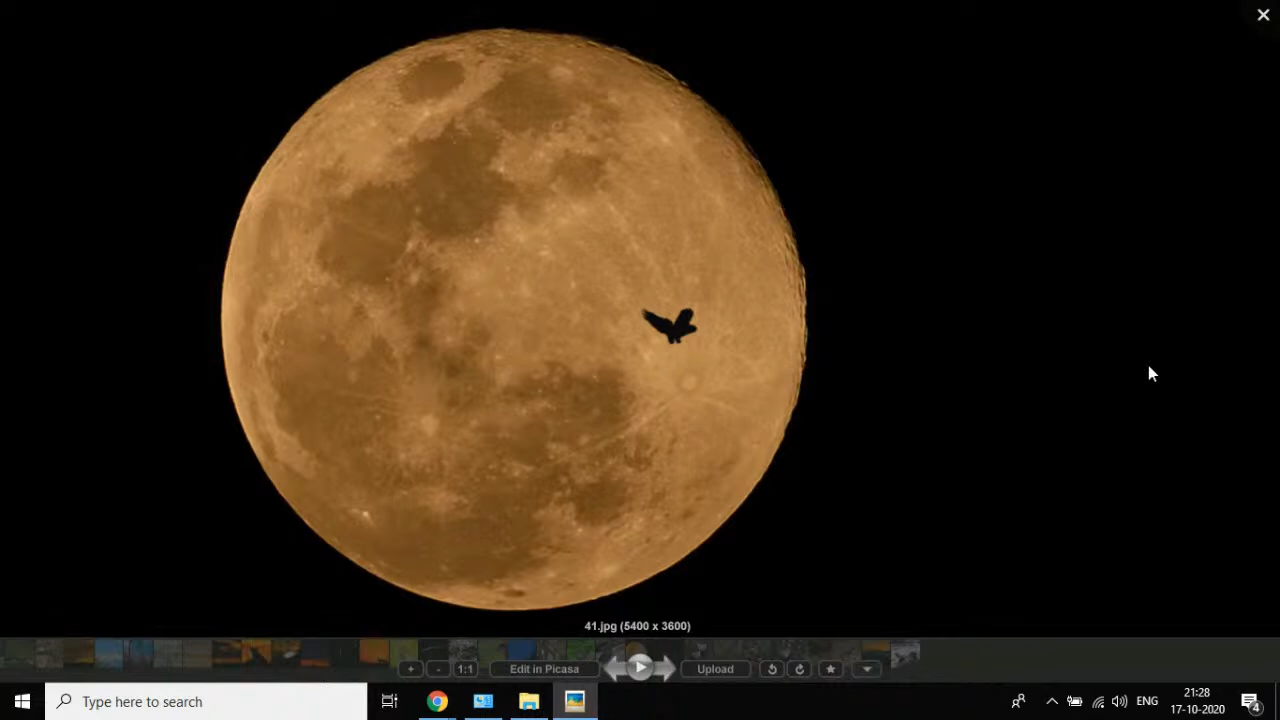 41.jpg (5400 x 3600)
+ - 1:1 Edit in Picasa Upload
Type here to search
ENG
21:28
17-10-2020
4